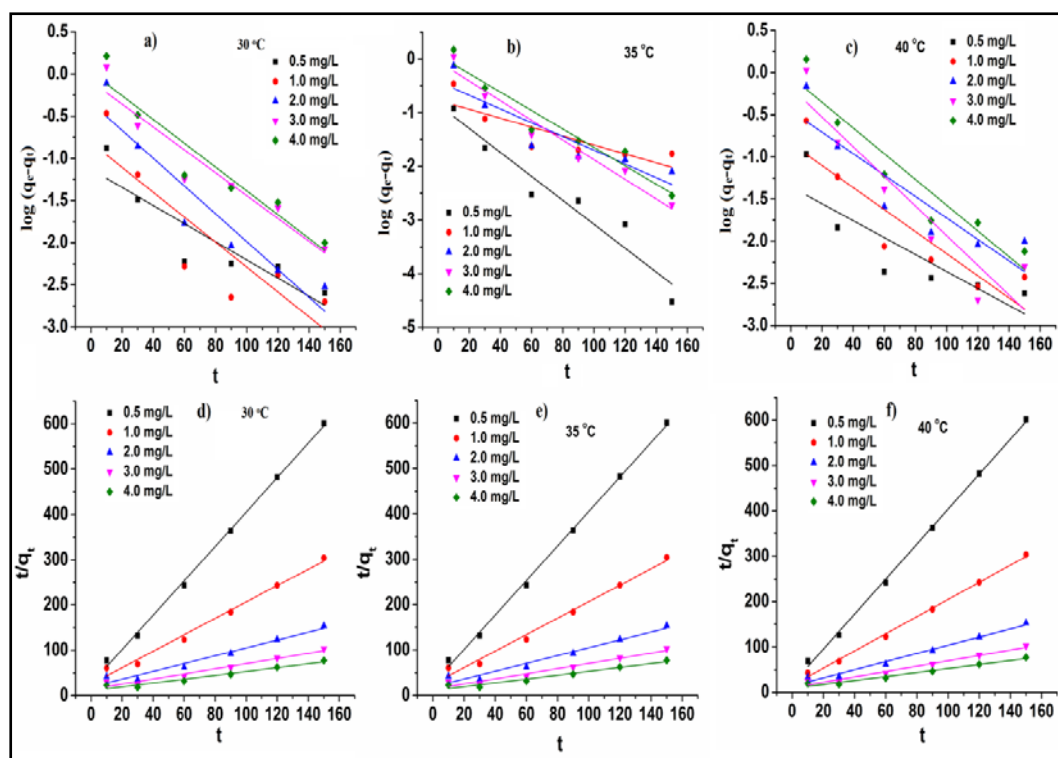 a)
30 °C
0.5 mg/L
1.0 mg/L
2.0 mg/L
3.0 mg/L
4.0 mg/L
0.5
0.0
-0.5
-1.0
-1.5
-2.0
-2.5
-3.0
log (qe-qt)
0 20 40 60 80 100 120 140 160
t
b)
35 °C
0.5 mg/L
1.0 mg/L
2.0 mg/L
3.0 mg/L
4.0 mg/L
0
-1
-2
-3
-4
-5
log (qe-qt)
0 20 40 60 80 100 120 140 160
t
c)
40 °C
0.5 mg/L
1.0 mg/L
2.0 mg/L
3.0 mg/L
4.0 mg/L
0.0
-0.5
-1.0
-1.5
-2.0
-2.5
-3.0
log (qe-qt)
0 20 40 60 80 100 120 140 160
t
d)
30 °C
0.5 mg/L
1.0 mg/L
2.0 mg/L
3.0 mg/L
4.0 mg/L
600
500
400
300
200
100
0
t/qt
0 20 40 60 80 100 120 140 160
t
e)
35 °C
0.5 mg/L
1.0 mg/L
2.0 mg/L
3.0 mg/L
4.0 mg/L
600
500
400
300
200
100
0
t/qt
0 20 40 60 80 100 120 140 160
t
f)
40 °C
0.5 mg/L
1.0 mg/L
2.0 mg/L
3.0 mg/L
4.0 mg/L
600
500
400
300
200
100
0
t/qt
0 20 40 60 80 100 120 140 160
t